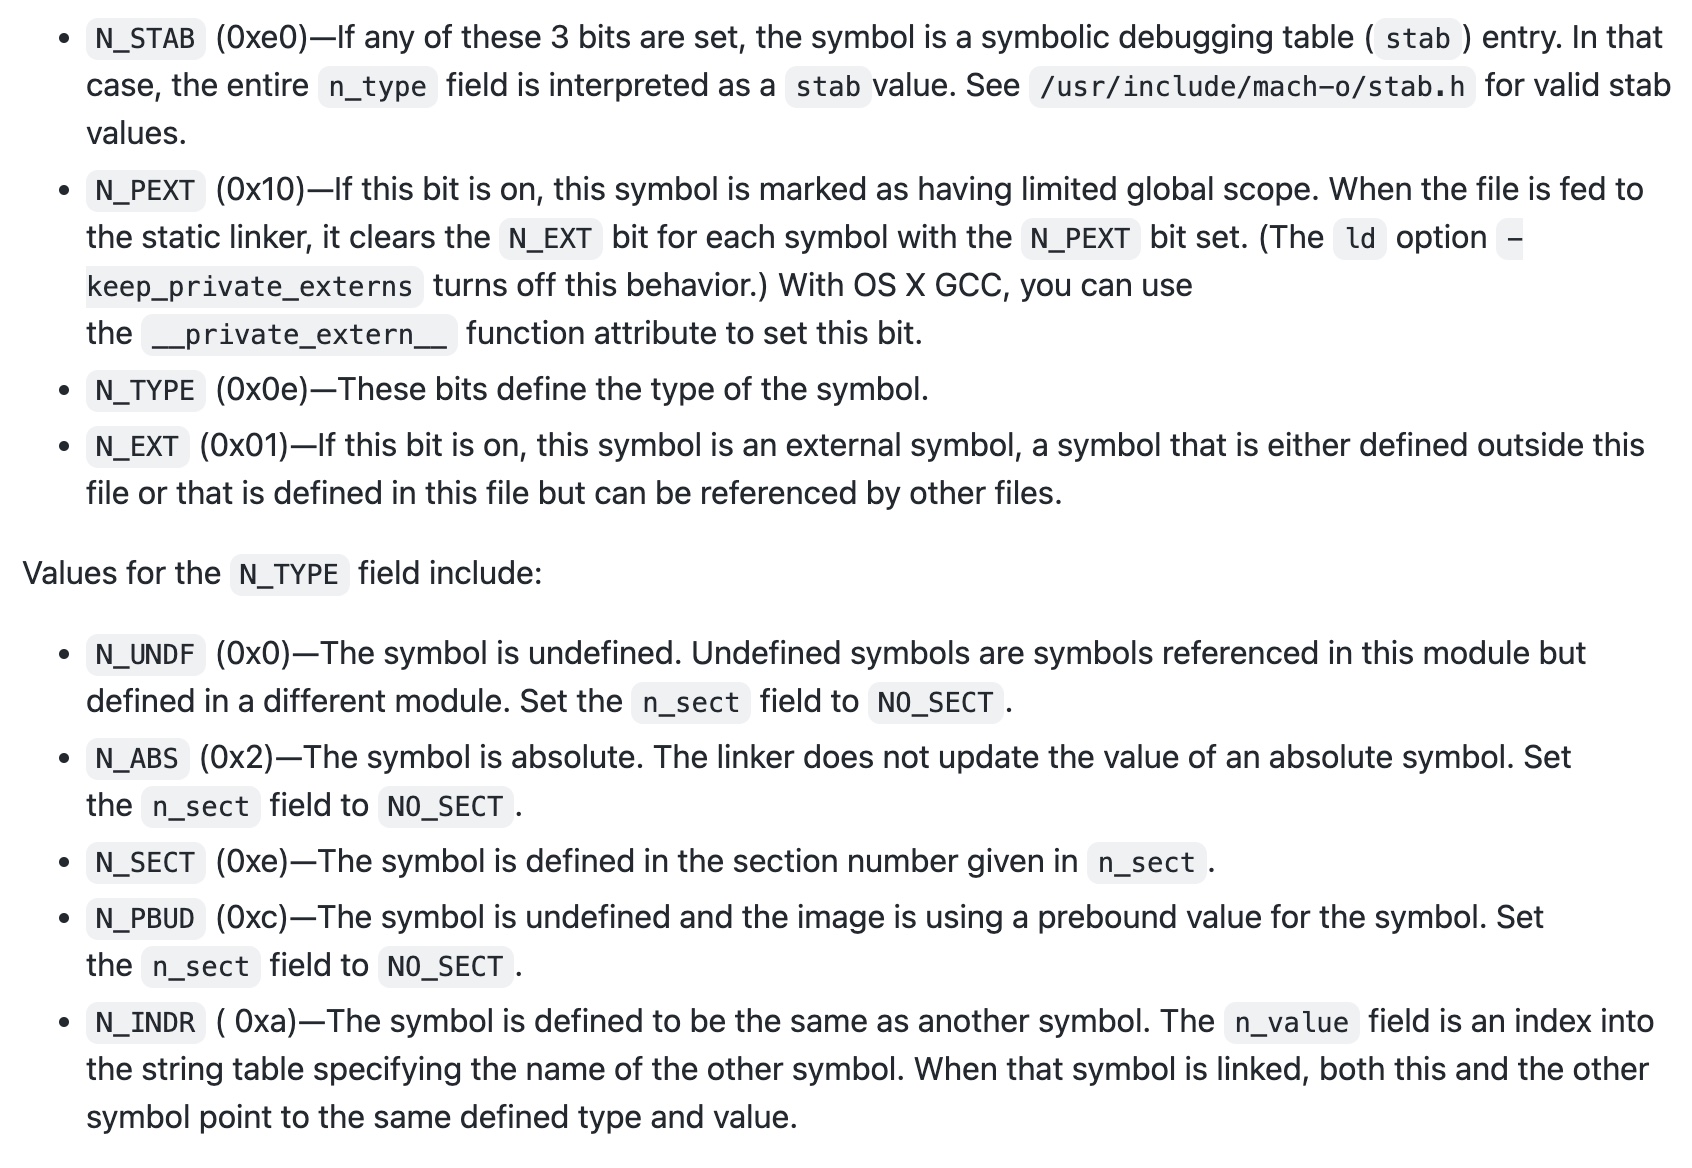 • N_STAB (0xe0)—If any of these 3 bits are set, the symbol is a symbolic debugging table ( stab ) entry. In that
case, the entire n_type field is interpreted as a stab value. See /usr/include/mach-o/stab.h for valid stab
values.
• N_PEXT (0x10)—If this bit is on, this symbol is marked as having limited global scope. When the file is fed to
the static linker, it clears the N_EXT bit for each symbol with the N_PEXT bit set. (The ld option -
keep_private_externs turns off this behavior.) With OS X GCC, you can use
the __private_extern__ function attribute to set this bit.
• N_TYPE (0x0e)—These bits define the type of the symbol.
• N_EXT (0x01)—If this bit is on, this symbol is an external symbol, a symbol that is either defined outside this
file or that is defined in this file but can be referenced by other files.
Values for the N_TYPE field include:
• N_UNDF (0x0)—The symbol is undefined. Undefined symbols are symbols referenced in this module but
defined in a different module. Set the n_sect field to NO_SECT.
• N_ABS (0x2)—The symbol is absolute. The linker does not update the value of an absolute symbol. Set
the n_sect field to NO_SECT.
• N_SECT (0xe)—The symbol is defined in the section number given in n_sect.
• N_PBUD (0xc)—The symbol is undefined and the image is using a prebound value for the symbol. Set
the n_sect field to NO_SECT.
• N_INDR ( 0xa)—The symbol is defined to be the same as another symbol. The n_value field is an index into
the string table specifying the name of the other symbol. When that symbol is linked, both this and the other
symbol point to the same defined type and value.